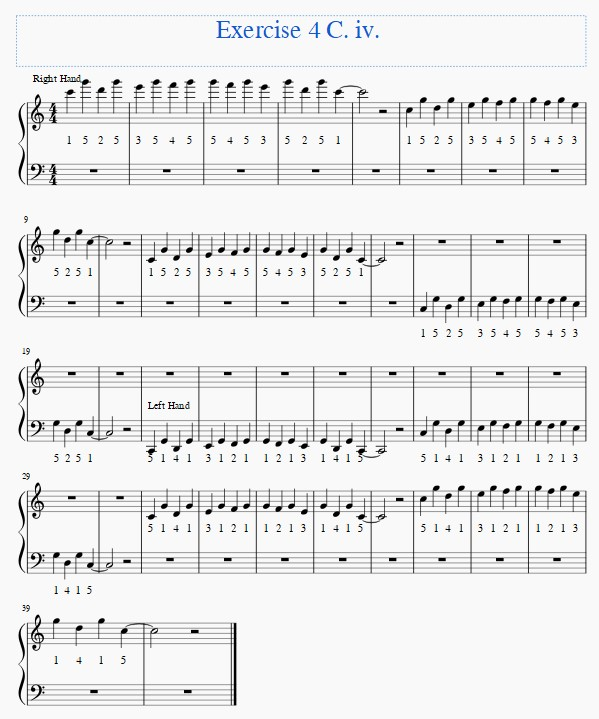 Exercise 4 C. iv.
Right Hand
4 4
4 4
1 5 2 5 3 5 4 5 5 4 5 3 5 2 5 1 1 5 2 5 3 5 4 5 5 4 5 3
9
5 2 5 1 1 5 2 5 3 5 4 5 5 4 5 3 5 2 5 1
1 5 2 5 3 5 4 5 5 4 5 3
19
Left Hand
5 2 5 1 5 1 4 1 3 1 2 1 1 2 1 3 1 4 1 5 5 1 4 1 3 1 2 1 1 2 1 3
29
5 1 4 1 3 1 2 1 1 2 1 3 1 4 1 5 5 1 4 1 3 1 2 1 1 2 1 3
1 4 1 5
39
1 4 1 5